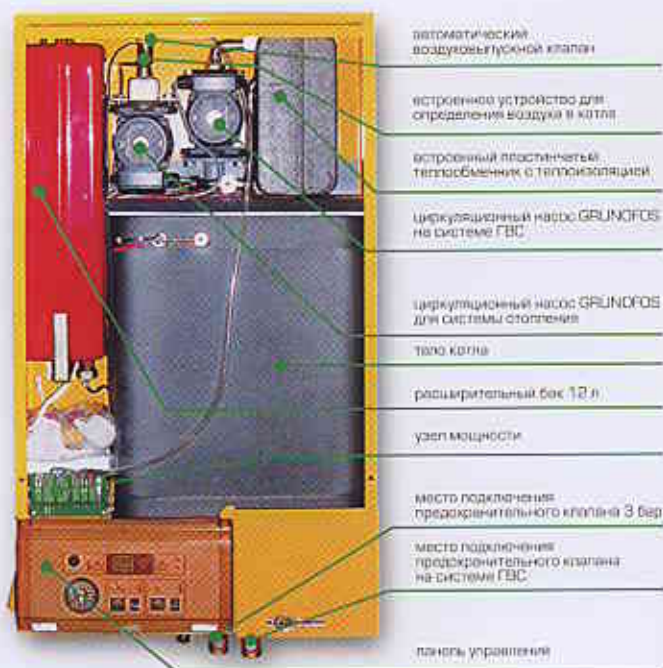 автоматический
воздуховыпускной клапан
встроенное устройство для
определения воздуха в котле
встроенный пластинчатый
теплообменник с теплоизоляцией
циркуляционный насос GRUNDFOS
на системе ГВС
циркуляционный насос GRUNDFOS
для системы отопления
тело котла
расширительный бак 12 л
узел мощности
место подключения
предохранительного клапана 3 бар
место подключения
предохранительного клапана
на системе ГВС
панель управления